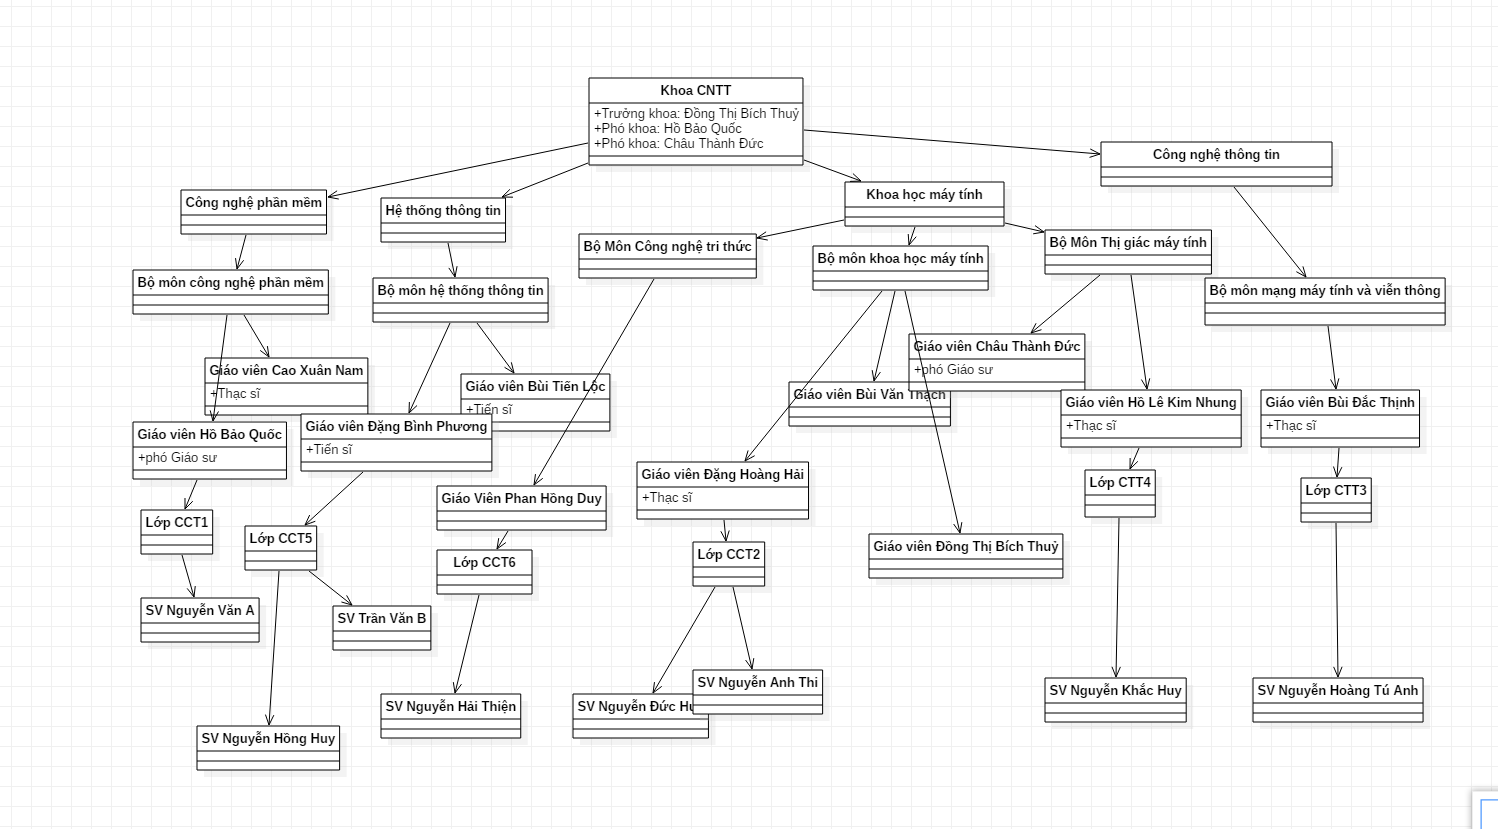 Khoa CNTT
+Trưởng khoa: Đồng Thị Bích Thuỷ
+Phó khoa: Hồ Bảo Quốc
+Phó khoa: Châu Thành Đức
Công nghệ thông tin
Khoa học máy tính
Công nghệ phần mềm
Hệ thống thông tin
Bộ Môn Công nghệ tri thức
Bộ môn khoa học máy tính
Bộ Môn Thị giác máy tính
Bộ môn công nghệ phần mềm
Bộ môn hệ thống thông tin
Bộ môn mạng máy tính và viễn thông
Giáo viên Cao Xuân Nam
+Thạc sĩ
Giáo viên Bùi Tiến Lộc
+Tiến sĩ
Giáo viên Châu Thành Đức
+phó Giáo sư
Giáo viên Bùi Văn Thạch
Giáo viên Hồ Lê Kim Nhung
+Thạc sĩ
Giáo viên Bùi Đắc Thịnh
+Thạc sĩ
Giáo viên Hồ Bảo Quốc
+phó Giáo sư
Giáo viên Đặng Bình Phương
+Tiến sĩ
Giáo Viên Phan Hồng Duy
Giáo viên Đặng Hoàng Hải
+Thạc sĩ
Lớp CTT4
Lớp CTT3
Lớp CCT1
Lớp CCT5
Lớp CCT6
Lớp CCT2
Giáo viên Đồng Thị Bích Thuỷ
SV Nguyễn Văn A
SV Trần Văn B
SV Nguyễn Hải Thiện
SV Nguyễn Đức Hu
SV Nguyễn Anh Thi
SV Nguyễn Khắc Huy
SV Nguyễn Hoàng Tú Anh
SV Nguyễn Hồng Huy